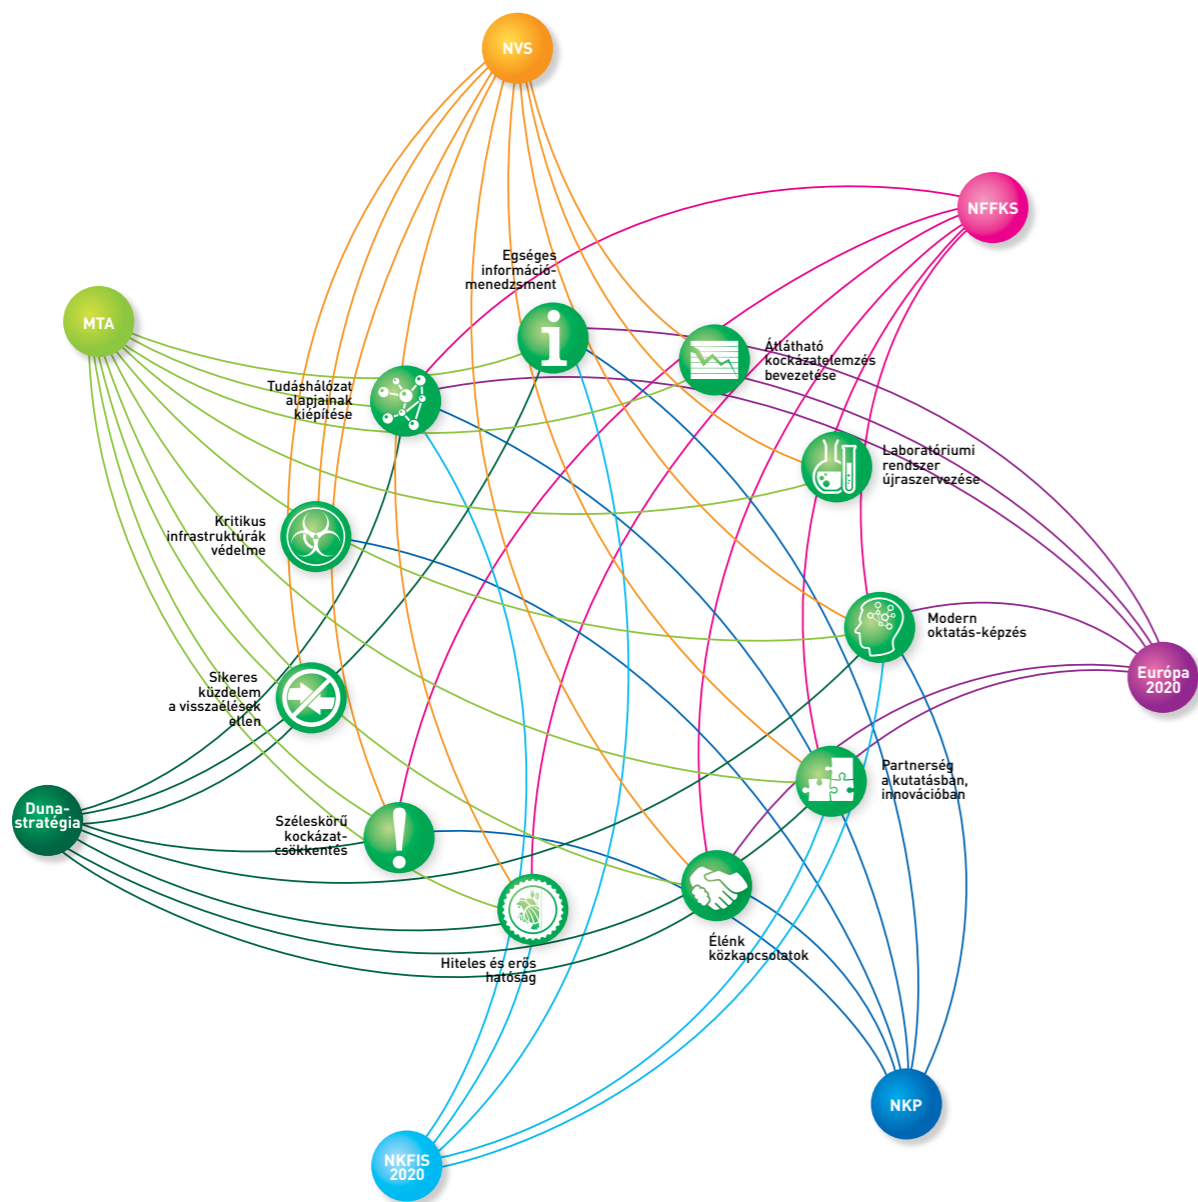 NVS
NFFKS
Egséges
információ-
menedzsment
MTA
Átlátható
kockázatelemzés
bevezetése
Tudáshálózat
alapjainak
kiépítése
Laboratóriumi
rendszer
újraszervezése
Kritikus
infrastruktúrák
védelme
Modern
oktatás-képzés
Európa
2020
Sikeres
küzdelem
a visszaélések
ellen
Partnerség
a kutatásban,
innovációban
Duna-
stratégia
Széleskörű
kockázat-
csökkentés
Élénk
közkapcsolatok
Hiteles és erős
hatóság
NKP
NKFIS
2020